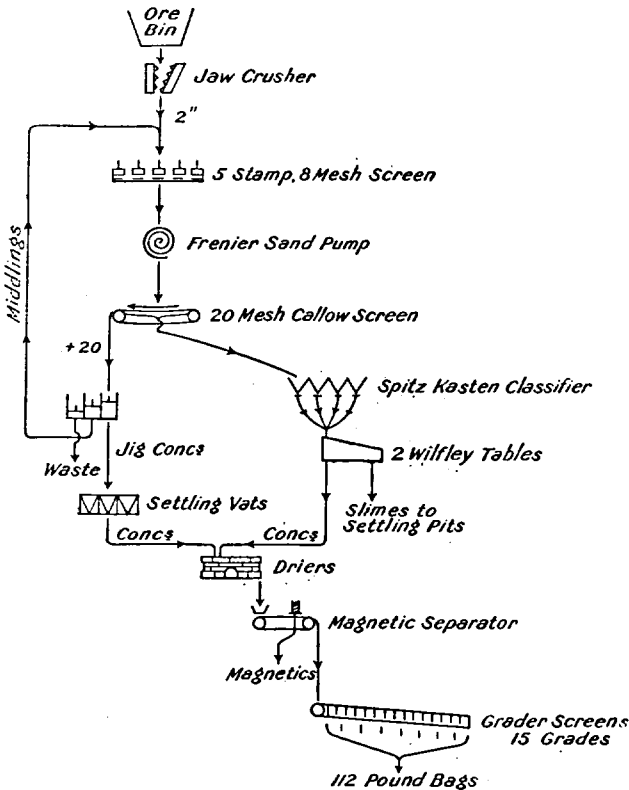 Ore
Bin
Jaw Crusher
2"
5 Stamp, 8 Mesh Screen
Frenier Sand Pump
Middlings
20 Mesh Callow Screen
+20
Spitz Kasten Classifier
Jig Concs
Waste
2 Wilfley Tables
Settling Vats
Slimes to
Settling Pits
Concs
Concs
Driers
Magnetic Separator
Magnetics
Grader Screens
15 Grades
112 Pound Bags